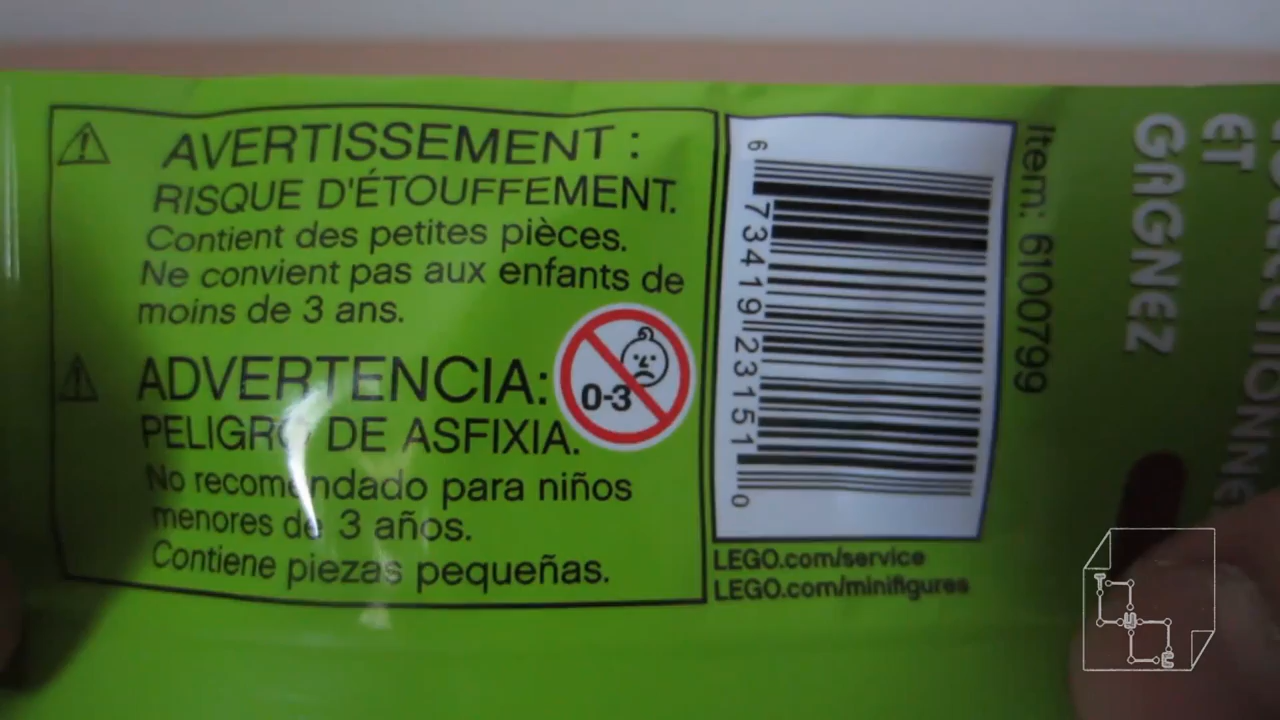 AVERTISSEMENT :
RISQUE D'ÉTOUFFEMENT.
Contient des petites pièces.
Ne convient pas aux enfants de
moins de 3 ans.
ADVERTENCIA:
PELIGRO DE ASFIXIA.
No recomendado para niños
menores de 3 años.
Contiene piezas pequeñas.
0-3
6 73419 23151 0
Item: 6100799
LEGO.com/service
LEGO.com/minifigures
ET
GAGNEZ
T
U
E